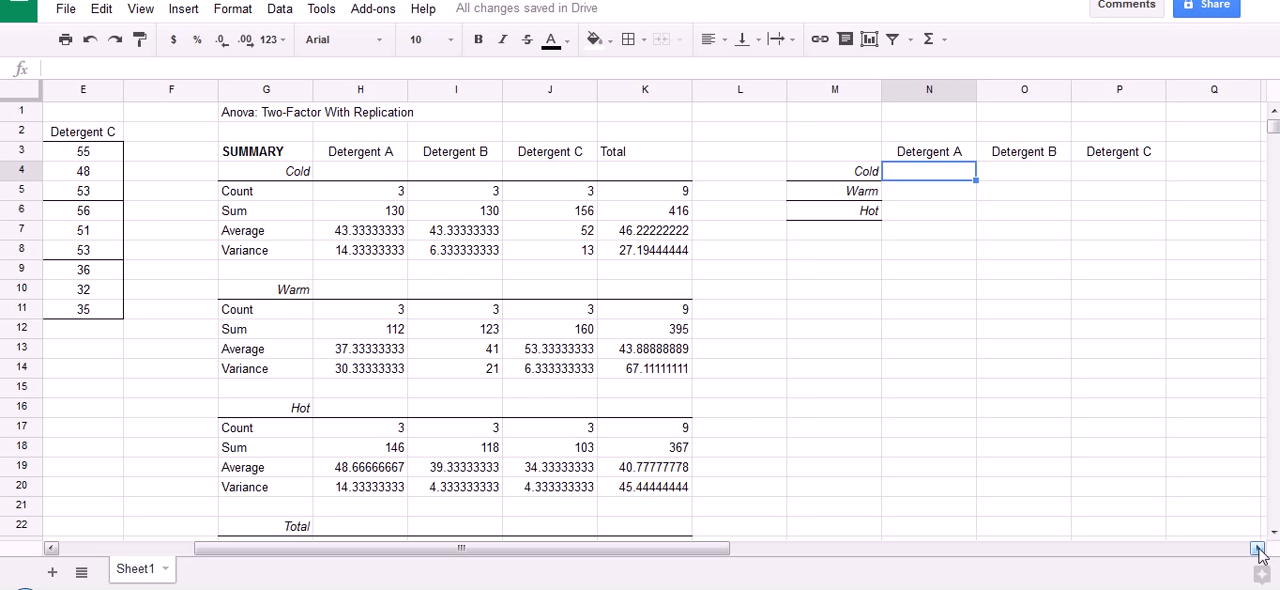 File Edit View Insert Format Data Tools Add-ons Help All changes saved in Drive Comments Share
$ % .0 .00 123 Arial 10 B I S A Σ
fx
E F G H I J K L M N O P Q
1 Anova: Two-Factor With Replication
2 Detergent C
3 55 SUMMARY Detergent A Detergent B Detergent C Total Detergent A Detergent B Detergent C
4 48 Cold Cold
5 53 Count 3 3 3 9 Warm
6 56 Sum 130 130 156 416 Hot
7 51 Average 43.33333333 43.33333333 52 46.22222222
8 53 Variance 14.33333333 6.333333333 13 27.19444444
9 36
10 32 Warm
11 35 Count 3 3 3 9
12 Sum 112 123 160 395
13 Average 37.33333333 41 53.33333333 43.88888889
14 Variance 30.33333333 21 6.333333333 67.11111111
15
16 Hot
17 Count 3 3 3 9
18 Sum 146 118 103 367
19 Average 48.66666667 39.33333333 34.33333333 40.77777778
20 Variance 14.33333333 4.333333333 4.333333333 45.44444444
21
22 Total
Sheet1